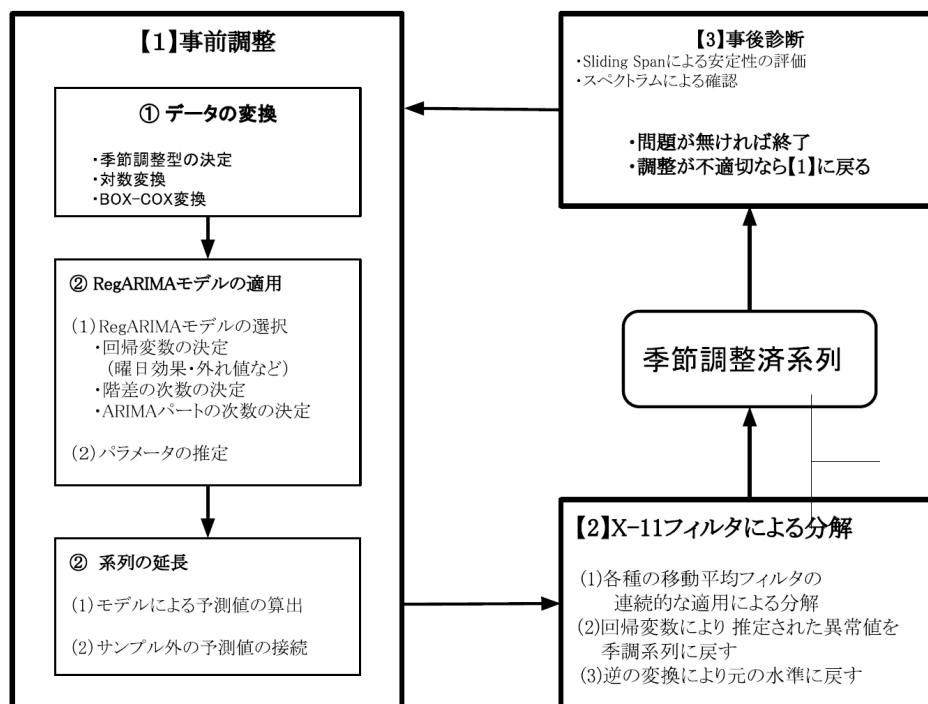 【1】事前調整
① データの変換
・季節調整型の決定
・対数変換
・BOX-COX変換
② RegARIMAモデルの適用
(1)RegARIMAモデルの選択
・回帰変数の決定
（曜日効果・外れ値など）
・階差の次数の決定
・ARIMAパートの次数の決定
(2)パラメータの推定
② 系列の延長
(1)モデルによる予測値の算出
(2)サンプル外の予測値の接続
【2】X-11フィルタによる分解
(1)各種の移動平均フィルタの
連続的な適用による分解
(2)回帰変数により 推定された異常値を
季調系列に戻す
(3)逆の変換により元の水準に戻す
季節調整済系列
【3】事後診断
・Sliding Spanによる安定性の評価
・スペクトラムによる確認
・問題が無ければ終了
・調整が不適切なら【1】に戻る